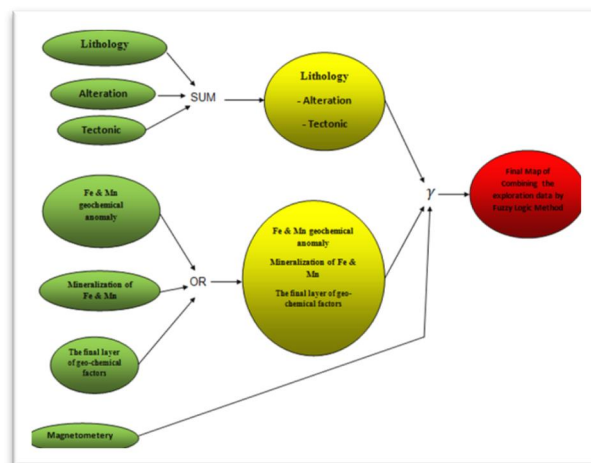 Lithology
Alteration
Tectonic
SUM
Lithology
- Alteration
- Tectonic
Fe & Mn
geochemical
anomaly
Mineralization of
Fe & Mn
The final layer
of geo-chemical
factors
OR
Fe & Mn geochemical
anomaly
Mineralization of Fe &
Mn
The final layer of geo-
chemical factors
γ
Final Map of
Combining the
exploration data by
Fuzzy Logic Method
Magnetometery